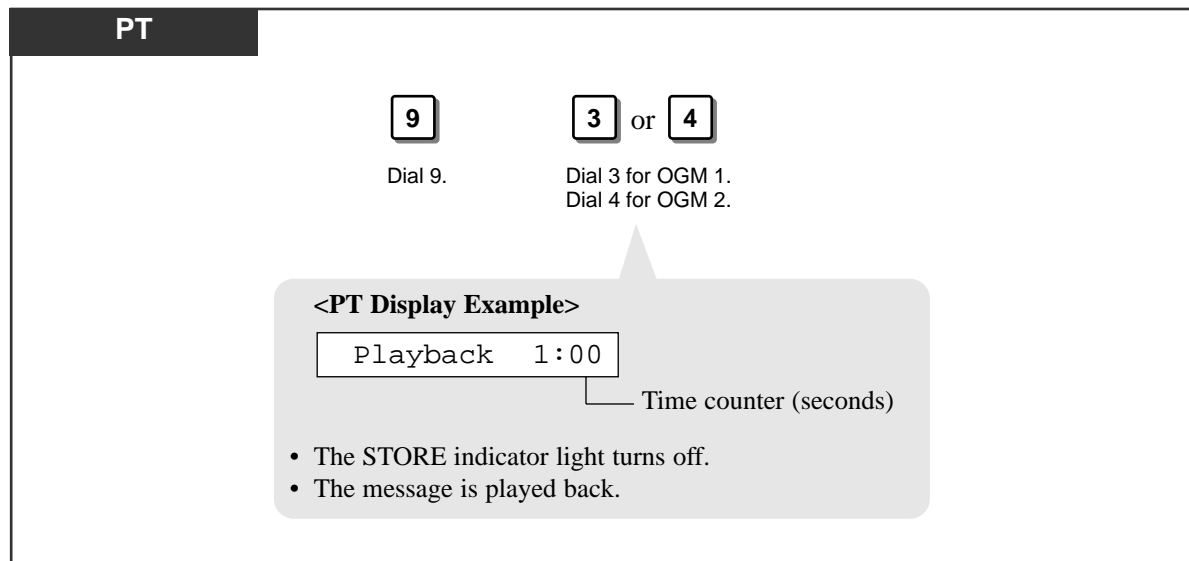 PT
9 3 or 4
Dial 9. Dial 3 for OGM 1.
Dial 4 for OGM 2.
<PT Display Example>
Playback 1:00
Time counter (seconds)
• The STORE indicator light turns off.
• The message is played back.